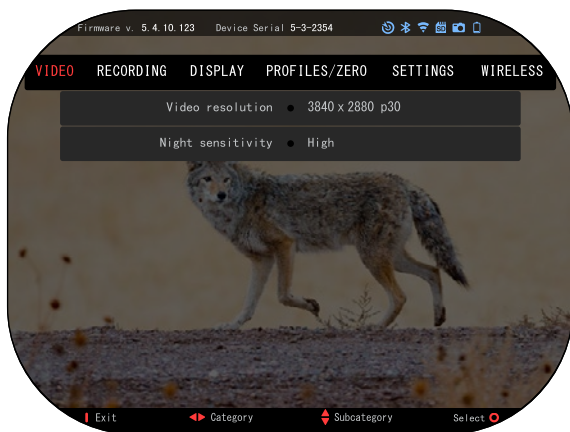 Firmware v. 5.4.10.123 Device Serial 5-3-2354
VIDEO RECORDING DISPLAY PROFILES/ZERO SETTINGS WIRELESS
Video resolution ● 3840 x 2880 p30
Night sensitivity ● High
Exit Category Subcategory Select